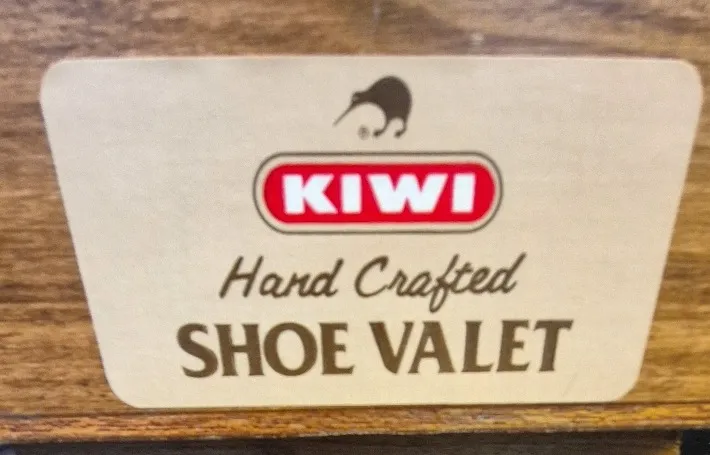 ®
KIWI
Hand Crafted
SHOE VALET